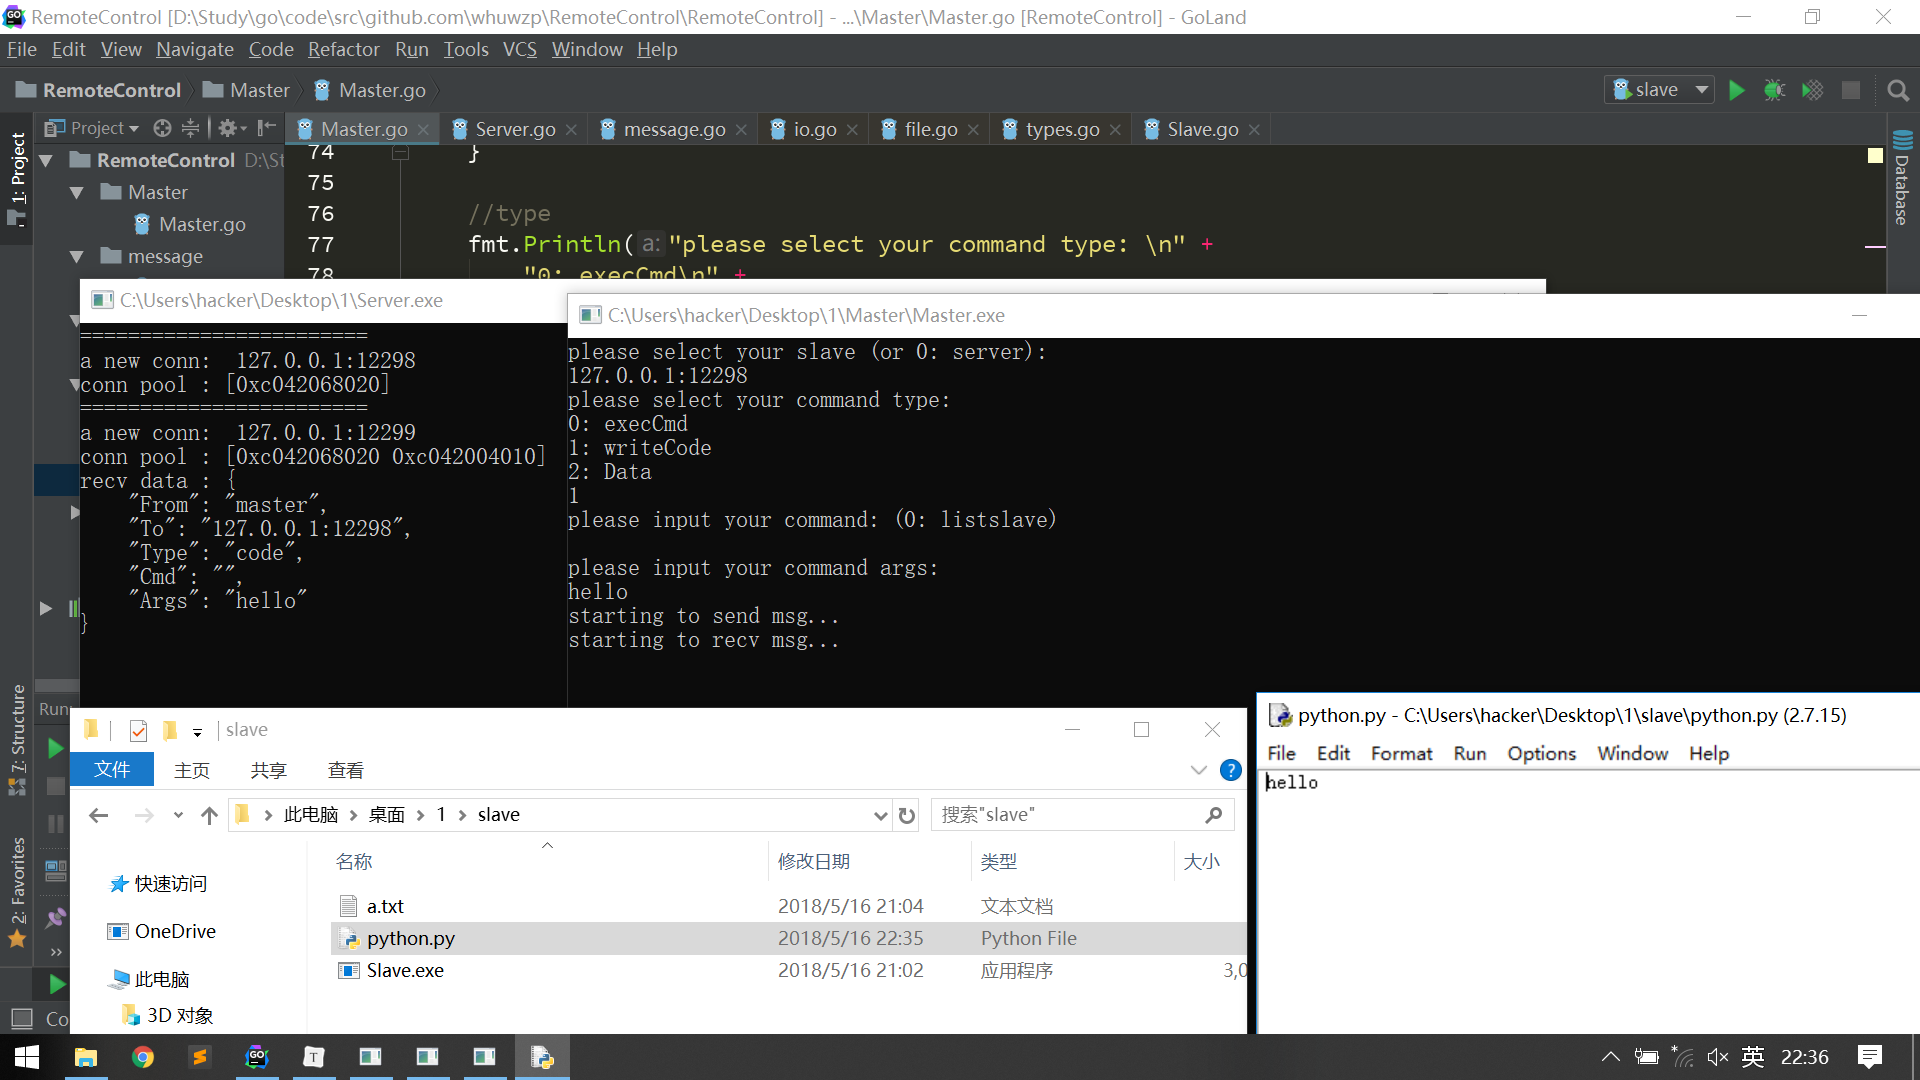 RemoteControl [D:\Study\go\code\src\github.com\whuwzp\RemoteControl\RemoteControl] - ...\Master\Master.go [RemoteControl] - GoLand
File Edit View Navigate Code Refactor Run Tools VCS Window Help
RemoteControl Master Master.go slave
Project Master.go Server.go message.go io.go file.go types.go Slave.go
1: Project
Database
RemoteControl D:\St
Master
Master.go
message
74 }
75
76 //type
77 fmt.Println( a: "please select your command type: \n" +
78 "0: execCmd\n" +
C:\Users\hacker\Desktop\1\Server.exe
========================
a new conn: 127.0.0.1:12298
conn pool : [0xc042068020]
========================
a new conn: 127.0.0.1:12299
conn pool : [0xc042068020 0xc042004010]
recv data : {
"From": "master",
"To": "127.0.0.1:12298",
"Type": "code",
"Cmd": "",
"Args": "hello"
}
C:\Users\hacker\Desktop\1\Master\Master.exe
please select your slave (or 0: server):
127.0.0.1:12298
please select your command type:
0: execCmd
1: writeCode
2: Data
1
please input your command: (0: listslave)
please input your command args:
hello
starting to send msg...
starting to recv msg...
7: Structure
2: Favorites
Run
Co
slave
文件 主页 共享 查看
此电脑 桌面 1 slave
搜索"slave"
名称 修改日期 类型 大小
快速访问
OneDrive
此电脑
3D 对象
a.txt 2018/5/16 21:04 文本文档
python.py 2018/5/16 22:35 Python File
Slave.exe 2018/5/16 21:02 应用程序 3,0
python.py - C:\Users\hacker\Desktop\1\slave\python.py (2.7.15)
File Edit Format Run Options Window Help
hello
英 22:36